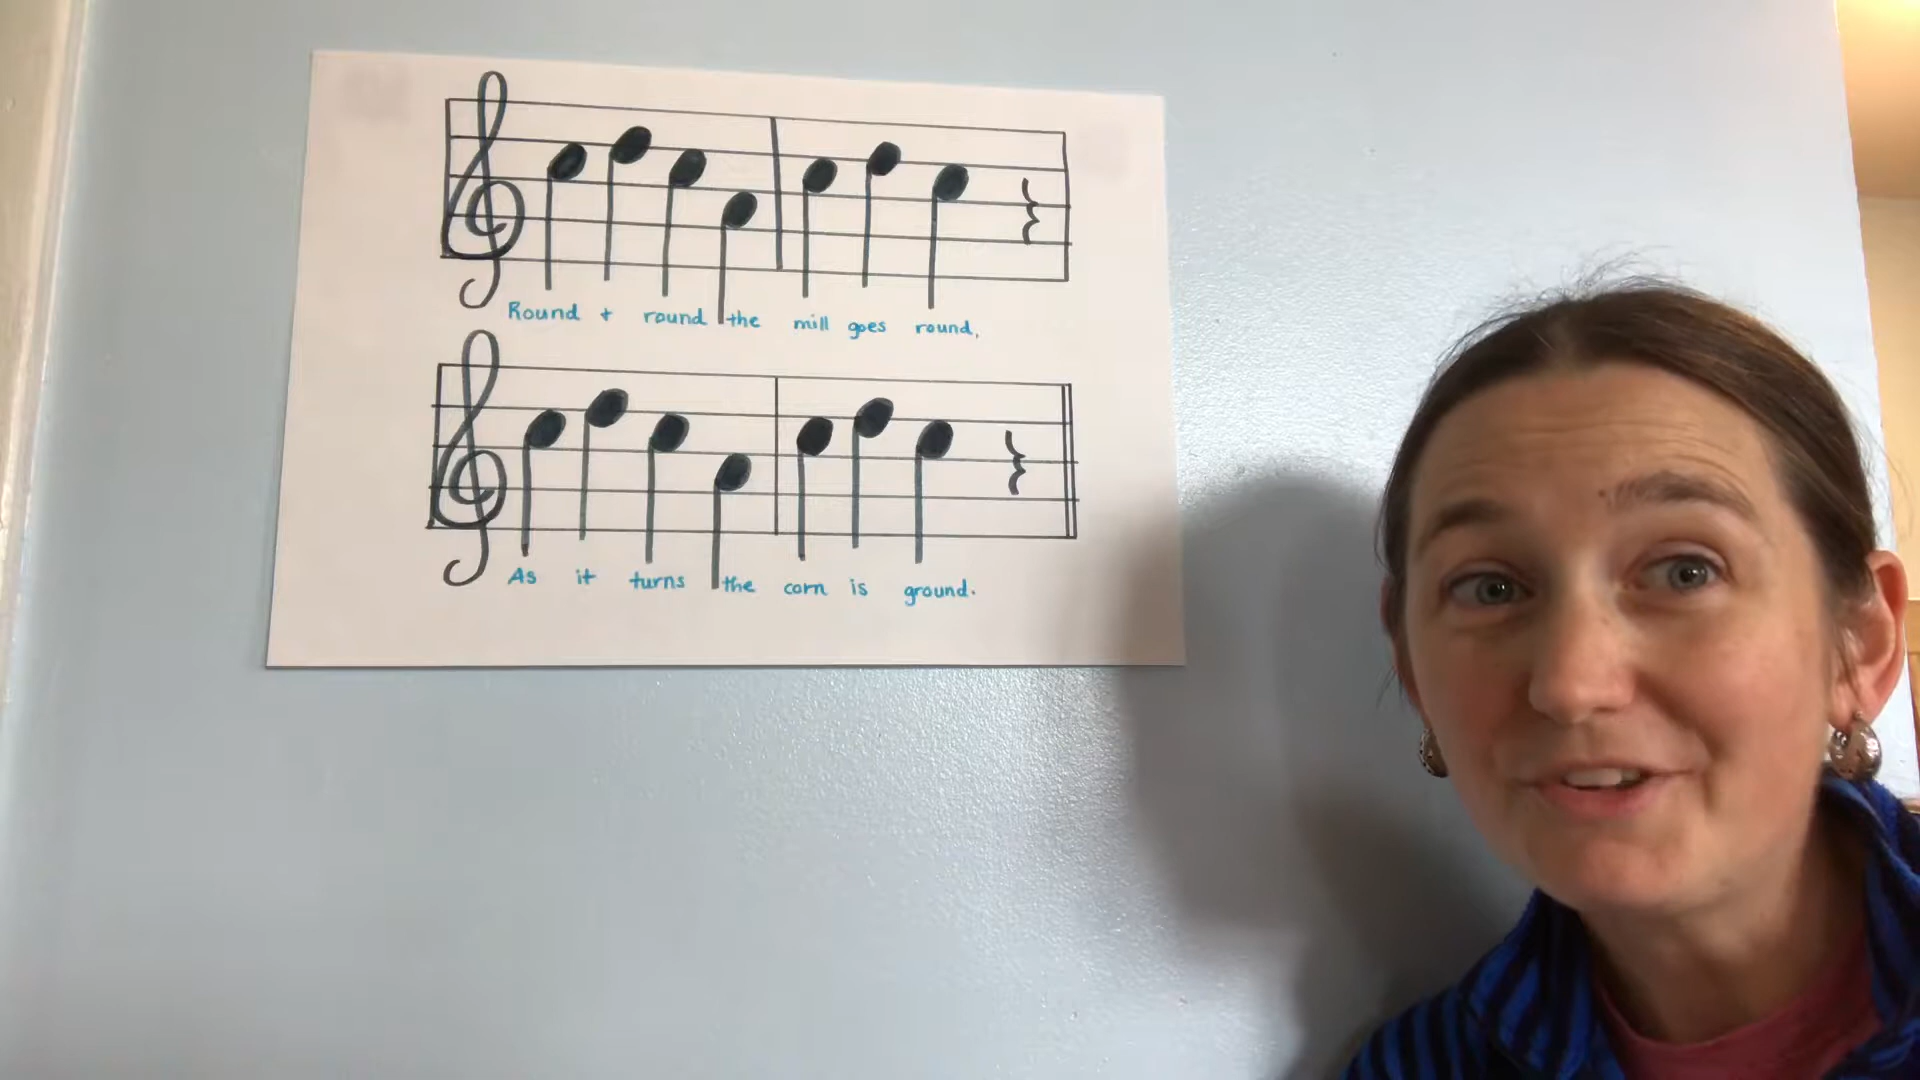 Round + round the mill goes round,
As it turns the corn is ground.